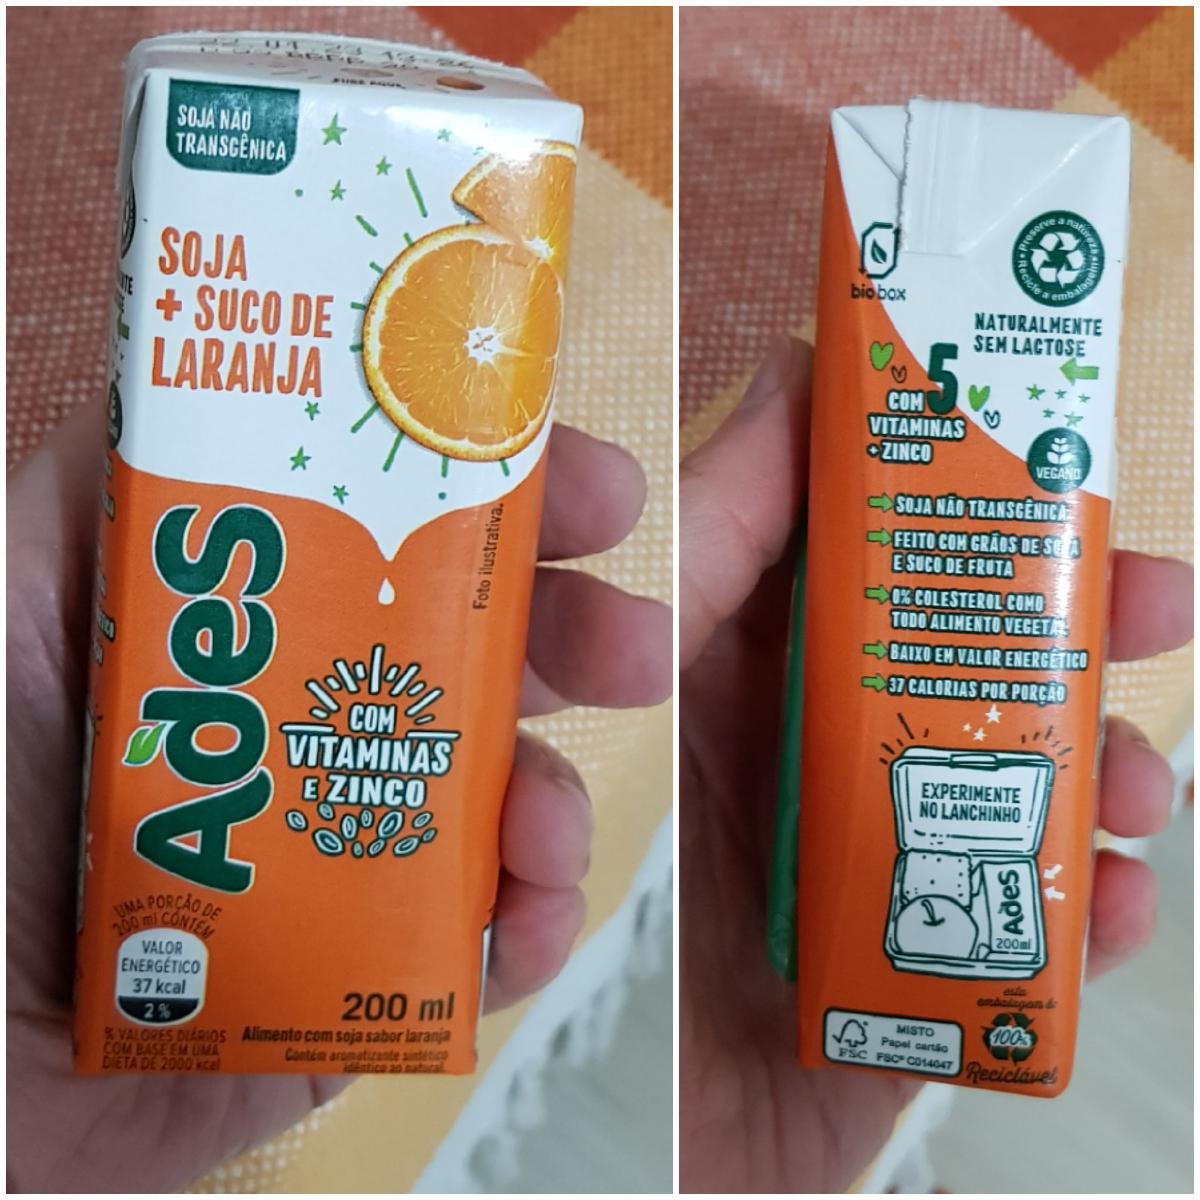 SOJA NÃO
TRANSGÊNICA
SOJA
+ SUCO DE
LARANJA
Ades
Foto ilustrativa.
COM
VITAMINAS
E ZINCO
UMA PORÇÃO DE
200 ml CONTÉM
VALOR
ENERGÉTICO
37 kcal
2%
% VALORES DIÁRIOS
COM BASE EM UMA
DIETA DE 2000 kcal
200 ml
Alimento com soja sabor laranja
Contém aromatizante sintético
idêntico ao natural.
bio box
Preserve a natureza
Recicle a embalagem
NATURALMENTE
SEM LACTOSE
COM 5
VITAMINAS
+ ZINCO
VEGANO
SOJA NÃO TRANSGÊNICA
FEITO COM GRÃOS DE SOJA
E SUCO DE FRUTA
0% COLESTEROL COMO
TODO ALIMENTO VEGETAL
BAIXO EM VALOR ENERGÉTICO
37 CALORIAS POR PORÇÃO
EXPERIMENTE
NO LANCHINHO
Ades
200ml
FSC
MISTO
Papel cartão
FSC® C014047
esta
embalagem é:
100%
Reciclável